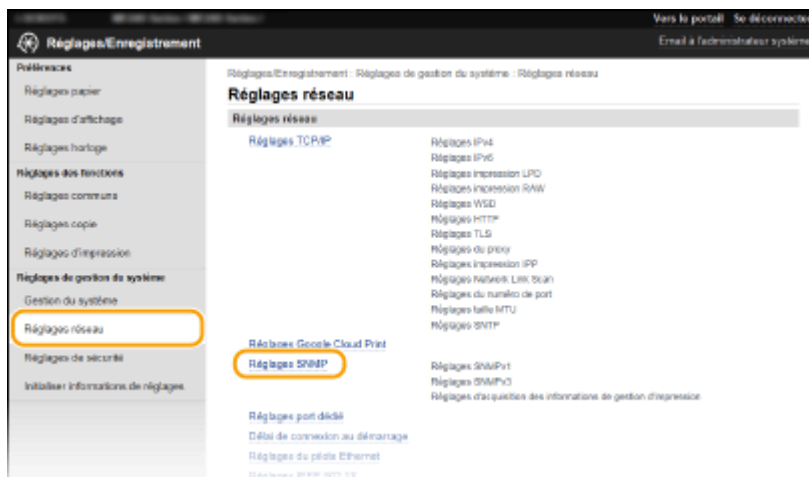 Vers le portail Se déconnecter
Réglages/Enregistrement
Email à l'administrateur système
Préférences
Réglages papier
Réglages d'affichage
Réglages horloge
Réglages des fonctions
Réglages communs
Réglages copie
Réglages d'impression
Réglages de gestion du système
Gestion du système
Réglages réseau
Réglages de sécurité
Initialiser informations de réglages
Réglages/Enregistrement : Réglages de gestion du système : Réglages réseau
Réglages réseau
Réglages réseau
Réglages TCP/IP
Réglages IPv4
Réglages IPv6
Réglages impression LPD
Réglages impression RAW
Réglages WSD
Réglages HTTP
Réglages TLS
Réglages du proxy
Réglages impression IPP
Réglages Network Link Scan
Réglages du numéro de port
Réglages taille MTU
Réglages SNTP
Réglages Google Cloud Print
Réglages SNMP
Réglages SNMPv1
Réglages SNMPv3
Réglages d'acquisition des informations de gestion d'impression
Réglages port dédié
Délai de connexion au démarrage
Réglages du pilote Ethernet
Réglages IEEE 802.1X